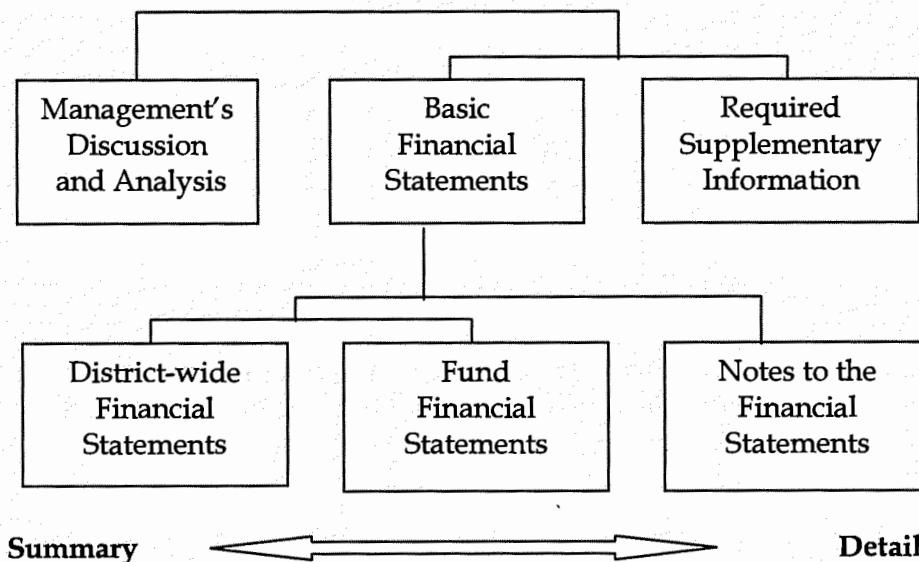 Management's
Discussion
and Analysis
Basic
Financial
Statements
Required
Supplementary
Information
District-wide
Financial
Statements
Fund
Financial
Statements
Notes to the
Financial
Statements
Summary
Detail